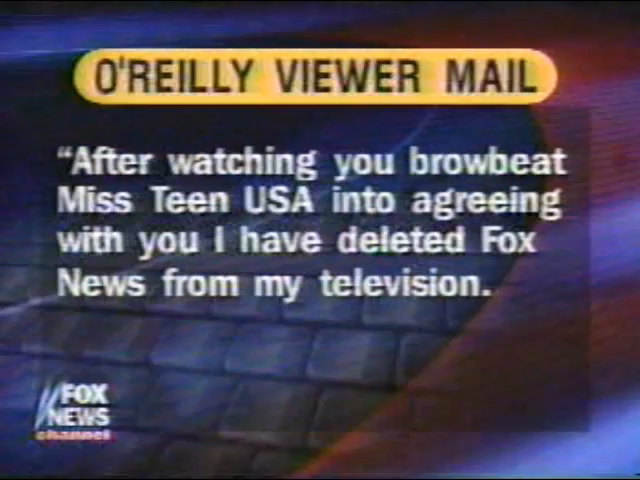 O'REILLY VIEWER MAIL
“After watching you browbeat
Miss Teen USA into agreeing
with you I have deleted Fox
News from my television.
FOX
NEWS
channel